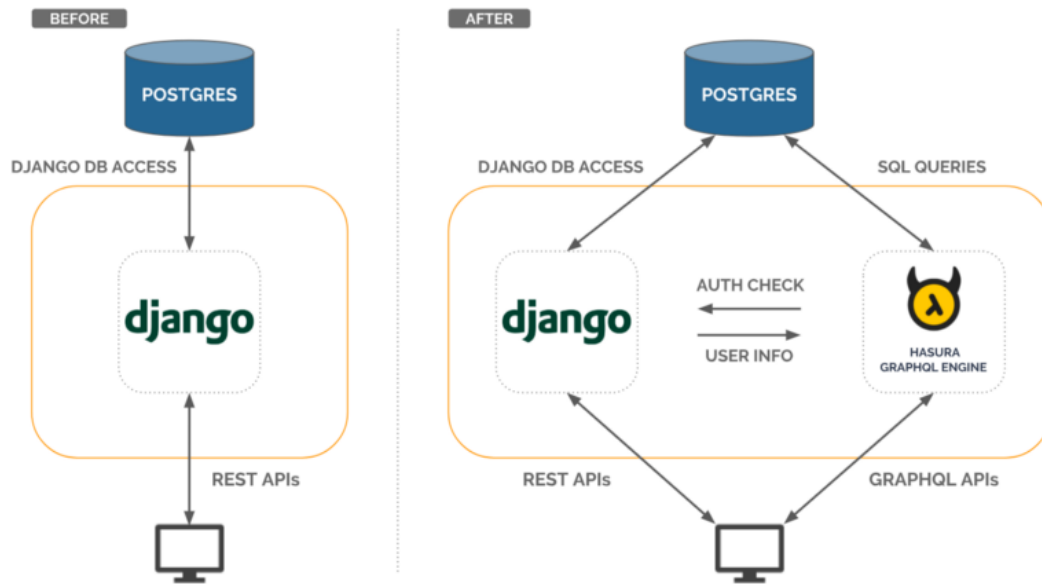 BEFORE
POSTGRES
DJANGO DB ACCESS
django
REST APIs
AFTER
POSTGRES
DJANGO DB ACCESS
SQL QUERIES
django
AUTH CHECK
USER INFO
λ
HASURA
GRAPHQL ENGINE
REST APIs
GRAPHQL APIs